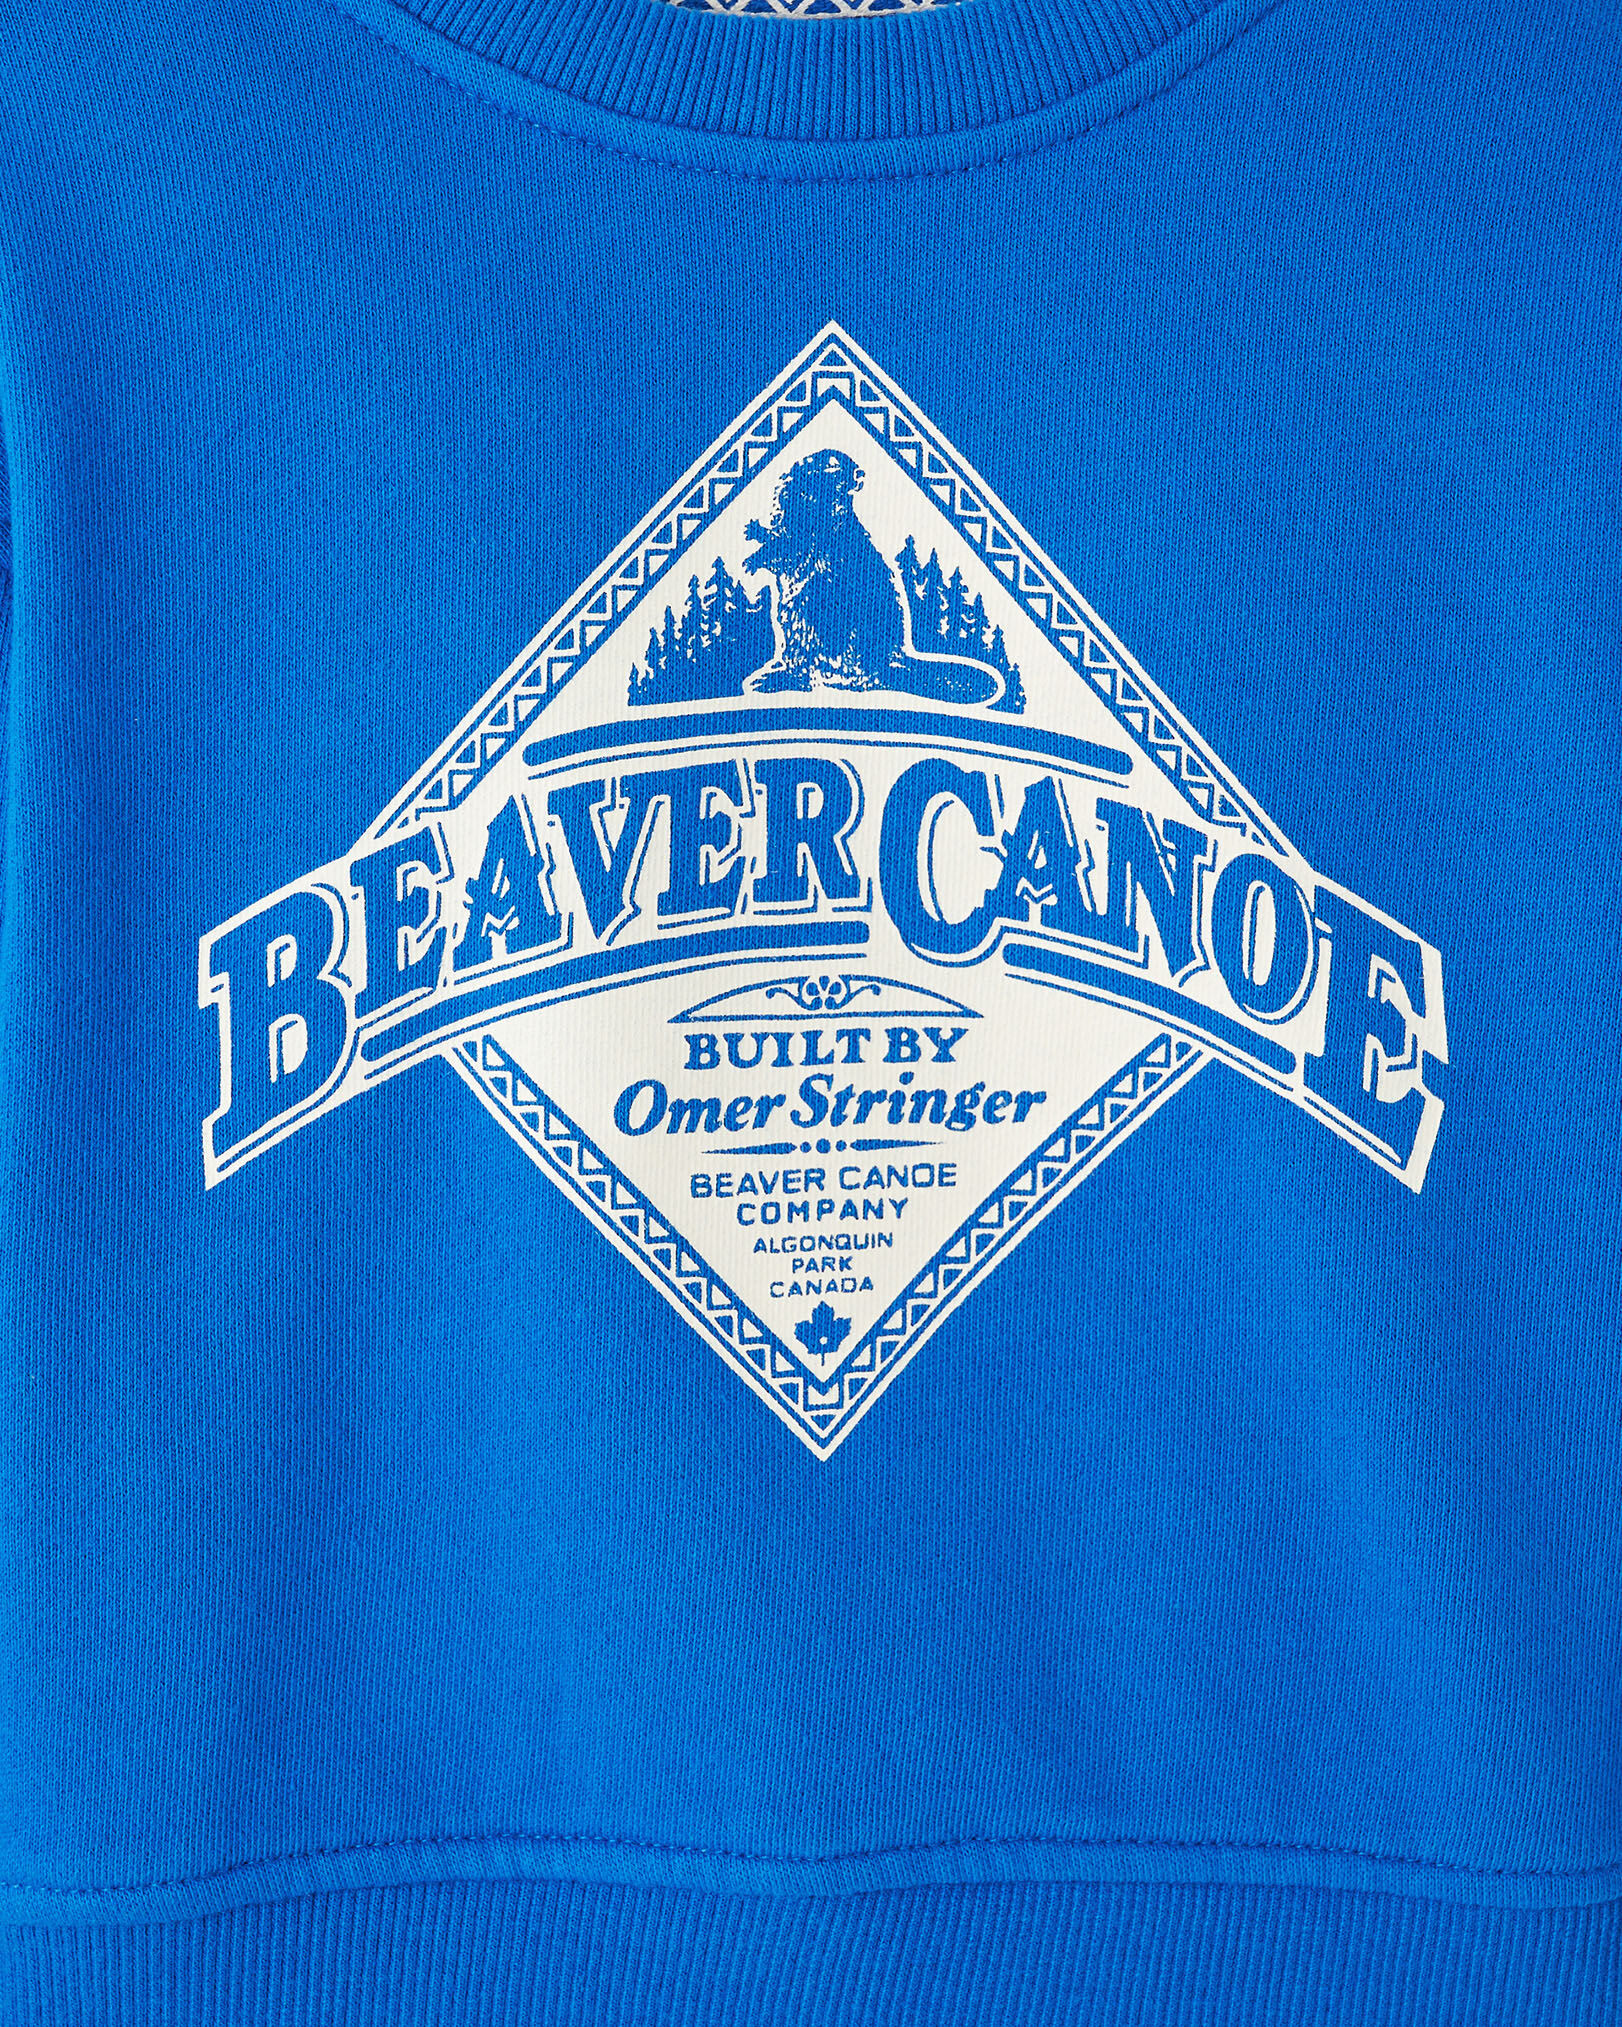 BEAVER CANOE
BUILT BY
Omer Stringer
BEAVER CANOE
COMPANY
ALGONQUIN
PARK
CANADA